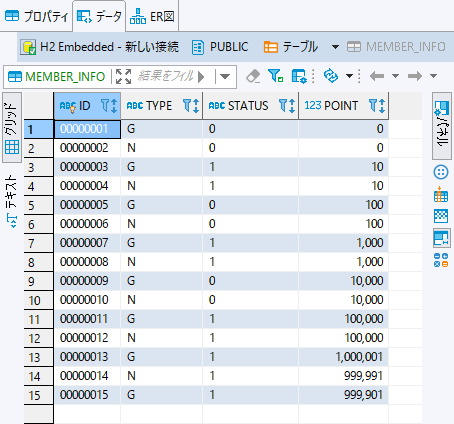 プロパティ データ ER図
H2 Embedded - 新しい接続 PUBLIC テーブル MEMBER_INFO
MEMBER_INFO 結果をフィル
グリッド
テキスト
ABC ID ABC TYPE ABC STATUS 123 POINT
1 00000001 G 0 0
2 00000002 N 0 0
3 00000003 G 1 10
4 00000004 N 1 10
5 00000005 G 0 100
6 00000006 N 0 100
7 00000007 G 1 1,000
8 00000008 N 1 1,000
9 00000009 G 0 10,000
10 00000010 N 0 10,000
11 00000011 G 1 100,000
12 00000012 N 1 100,000
13 00000013 G 1 1,000,001
14 00000014 N 1 999,991
15 00000015 G 1 999,901
パネル